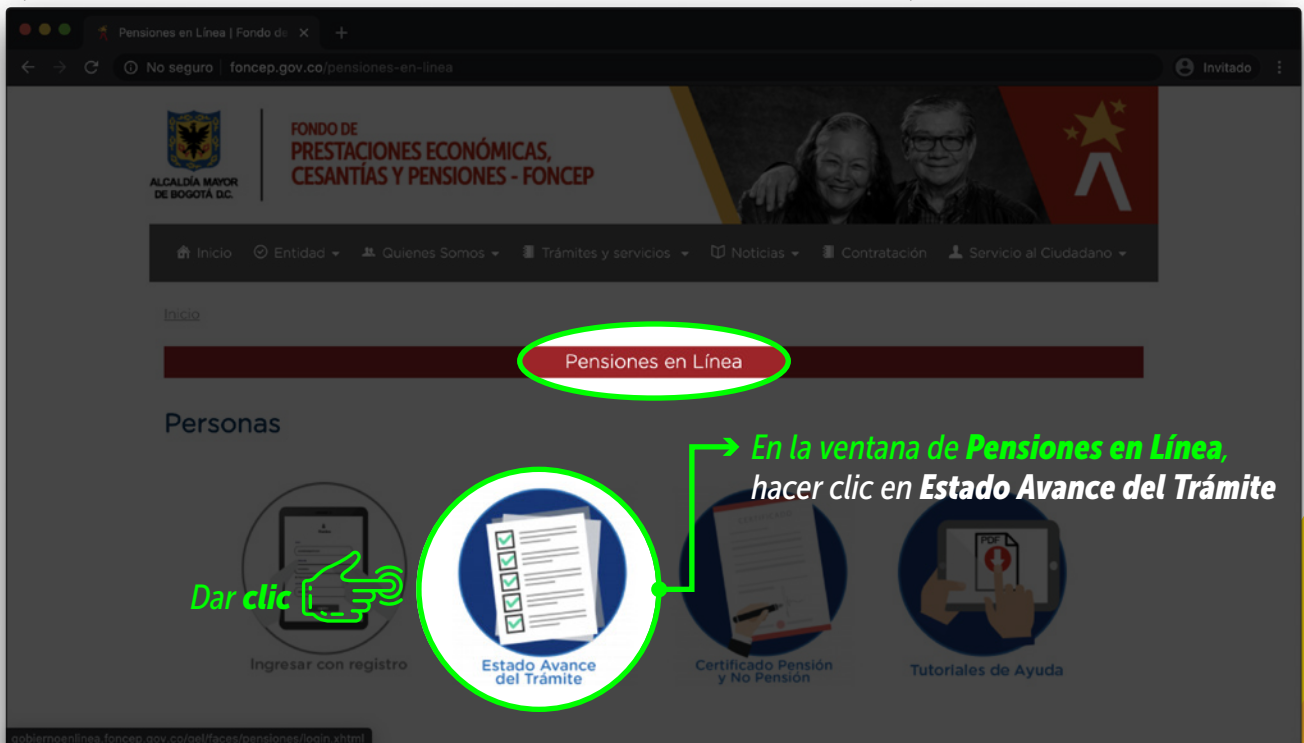 Pensiones en Línea | Fondo de
No seguro | foncep.gov.co/pensiones-en-linea
Invitado
ALCALDÍA MAYOR
DE BOGOTÁ D.C.
FONDO DE
PRESTACIONES ECONÓMICAS,
CESANTÍAS Y PENSIONES - FONCEP
Inicio Entidad Quienes Somos Trámites y servicios Noticias Contratación Servicio al Ciudadano
Inicio
Pensiones en Línea
Personas
En la ventana de Pensiones en Línea,
hacer clic en Estado Avance del Trámite
Dar clic
CERTIFICADO
PDF
Ingresar con registro
Estado Avance
del Trámite
Certificado Pensión
y No Pensión
Tutoriales de Ayuda
gobiernoenlinea.foncep.gov.co/gel/faces/pensiones/login.xhtml